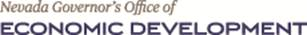 Nevada Governor's Office of
ECONOMIC DEVELOPMENT